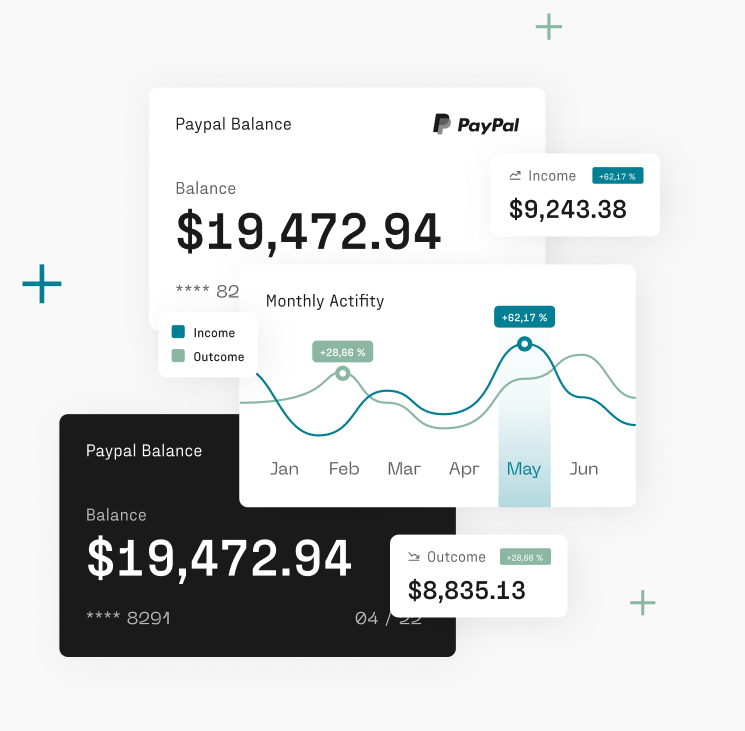 Paypal Balance
PayPal
Income
+62,17 %
$9,243.38
Balance
$19,472.94
**** 82
Monthly Actifity
Income
Outcome
+28,66 %
+62,17 %
Jan Feb Mar Apr May Jun
Paypal Balance
Balance
$19,472.94
**** 8291
04 / 22
Outcome
+28,66 %
$8,835.13